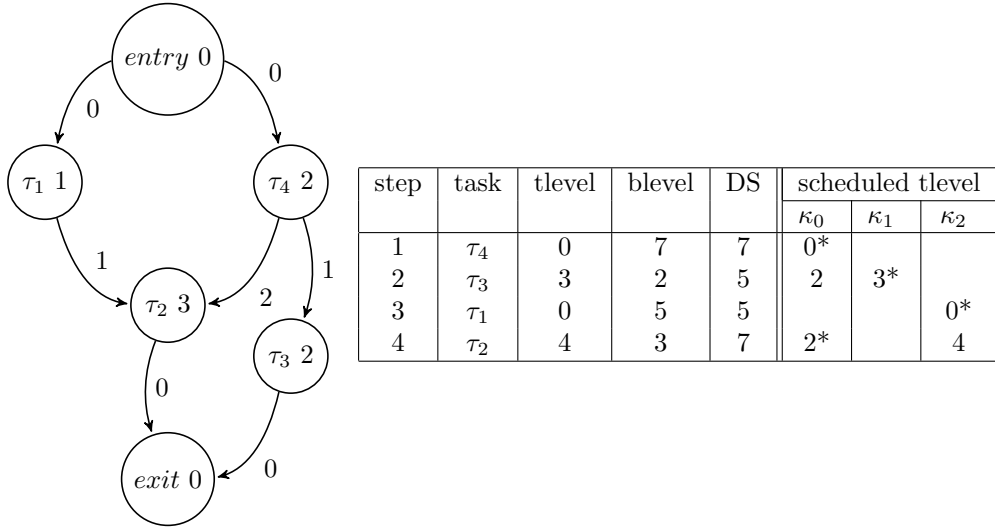 entry 0
0
0
τ1 1
τ4 2
1
2
1
τ2 3
τ3 2
0
0
exit 0
step task tlevel blevel DS scheduled tlevel
κ0 κ1 κ2
1 τ4 0 7 7 0*
2 τ3 3 2 5 2 3*
3 τ1 0 5 5 0*
4 τ2 4 3 7 2* 4